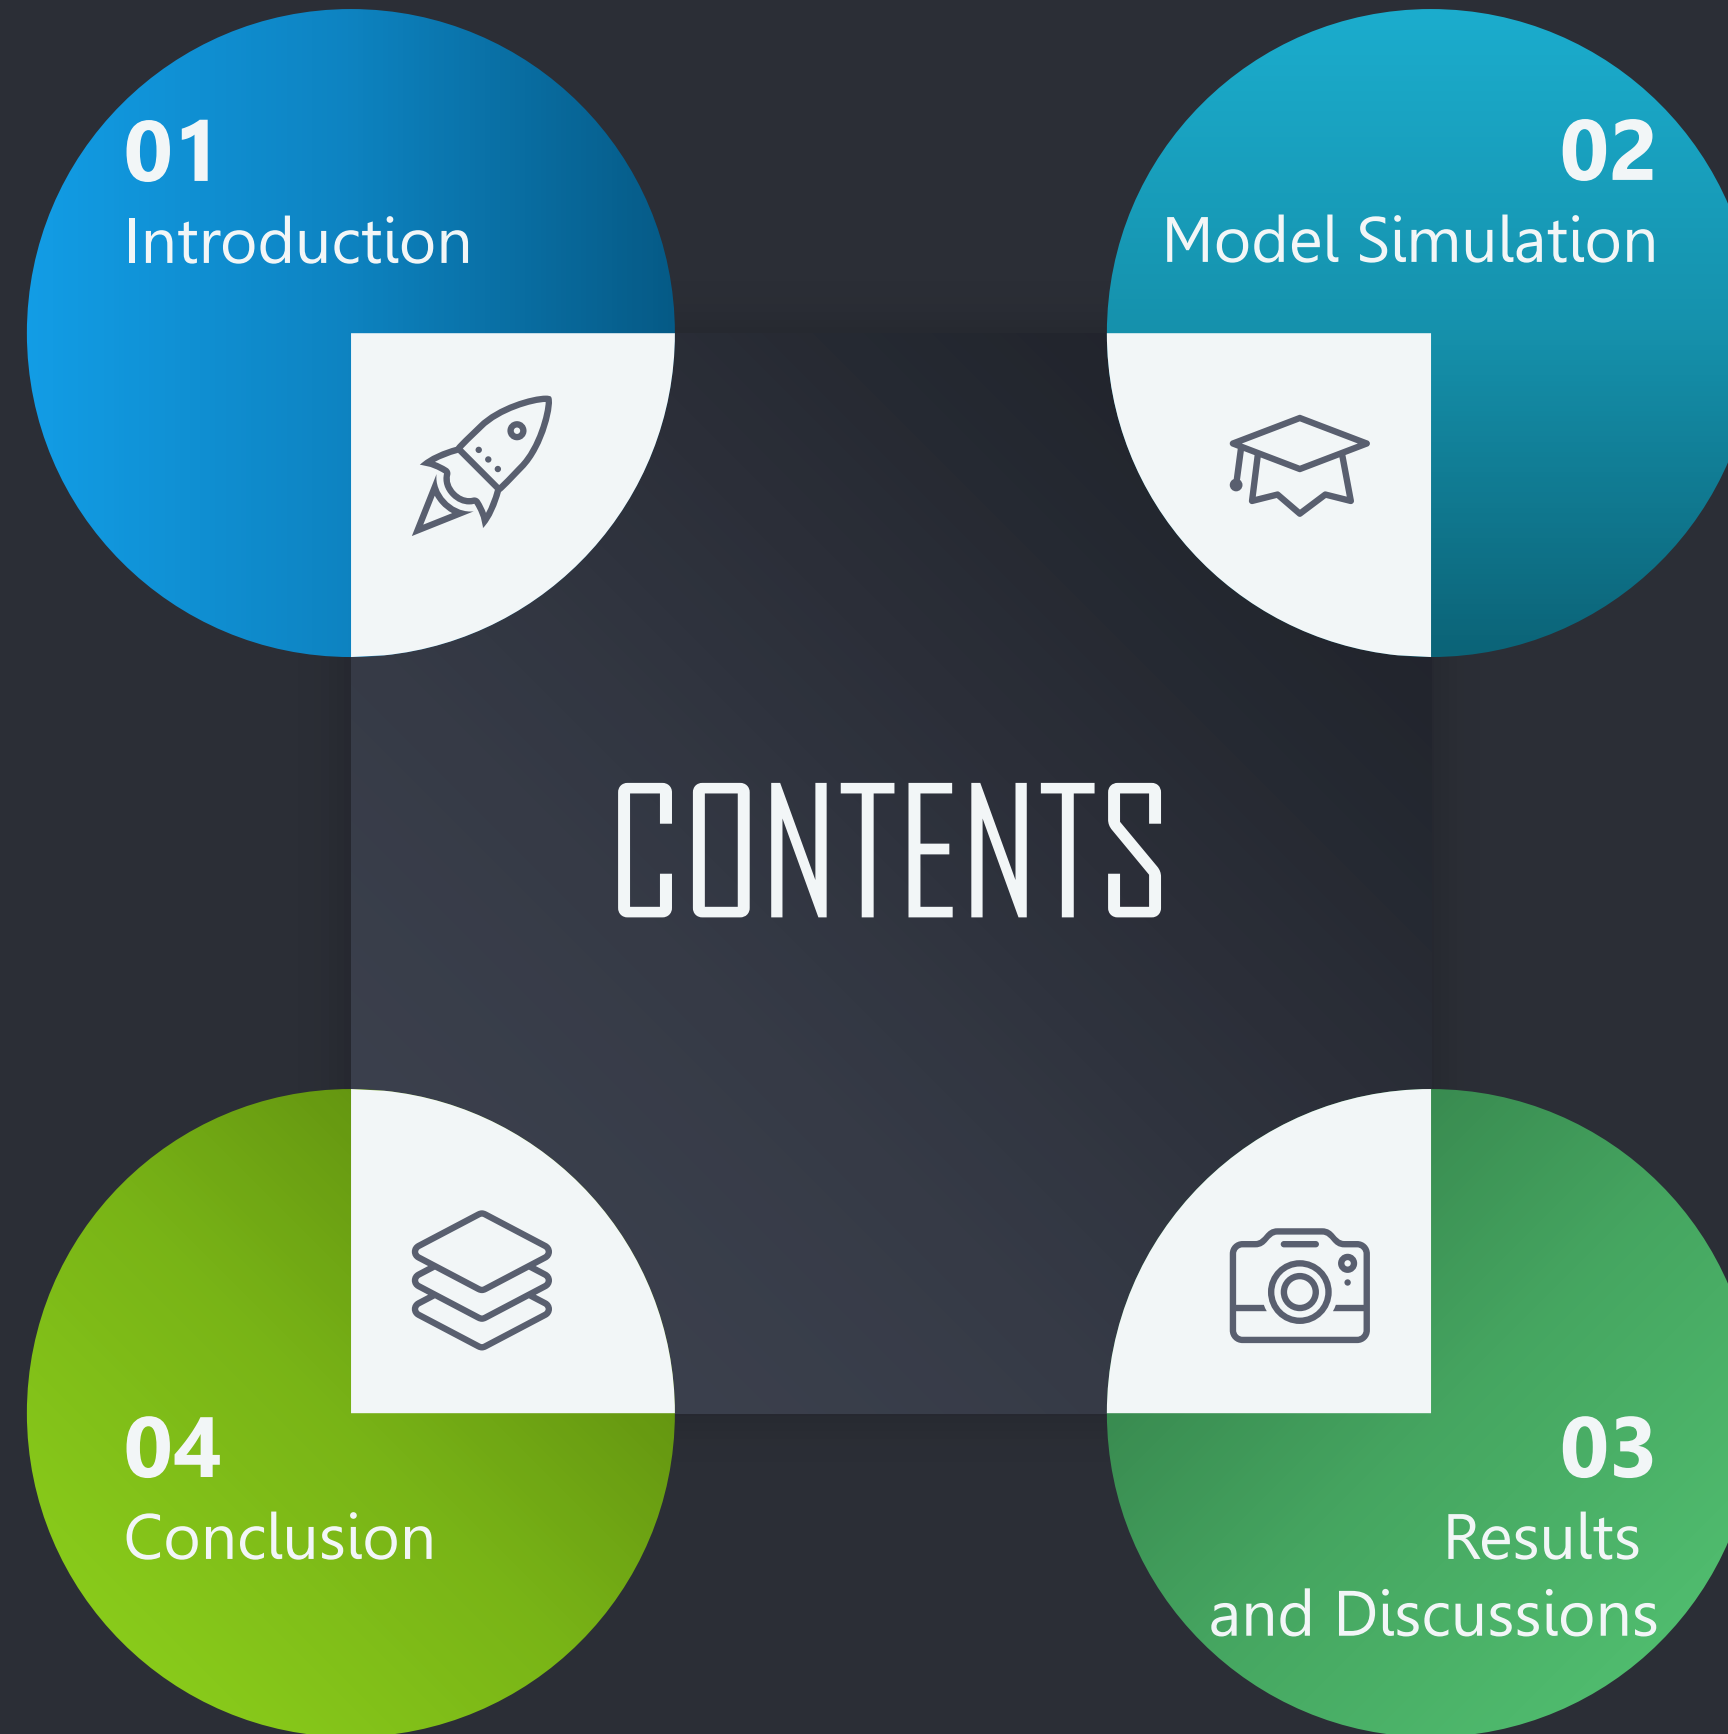 01
Introduction
02
Model Simulation
CONTENTS
03
Results
and Discussions
04
Conclusion